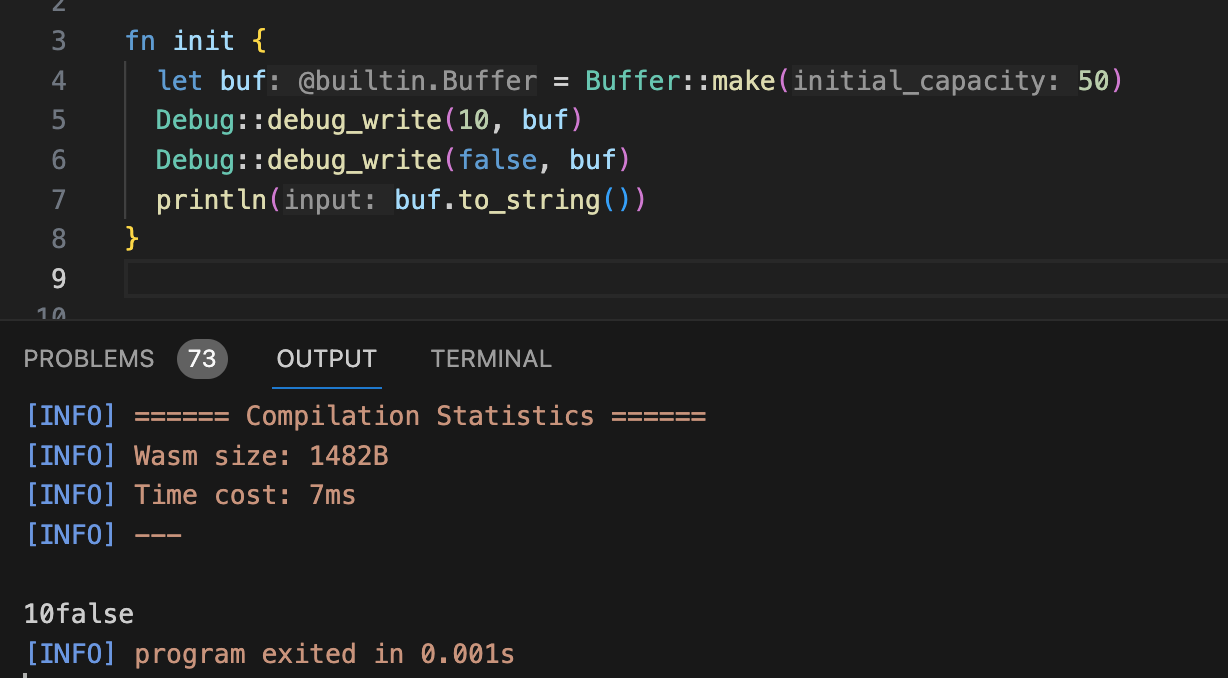 2
3 fn init {
4 let buf: @builtin.Buffer = Buffer::make(initial_capacity: 50)
5 Debug::debug_write(10, buf)
6 Debug::debug_write(false, buf)
7 println(input: buf.to_string())
8 }
9
10
PROBLEMS 73 OUTPUT TERMINAL
[INFO] ====== Compilation Statistics ======
[INFO] Wasm size: 1482B
[INFO] Time cost: 7ms
[INFO] ---
10false
[INFO] program exited in 0.001s